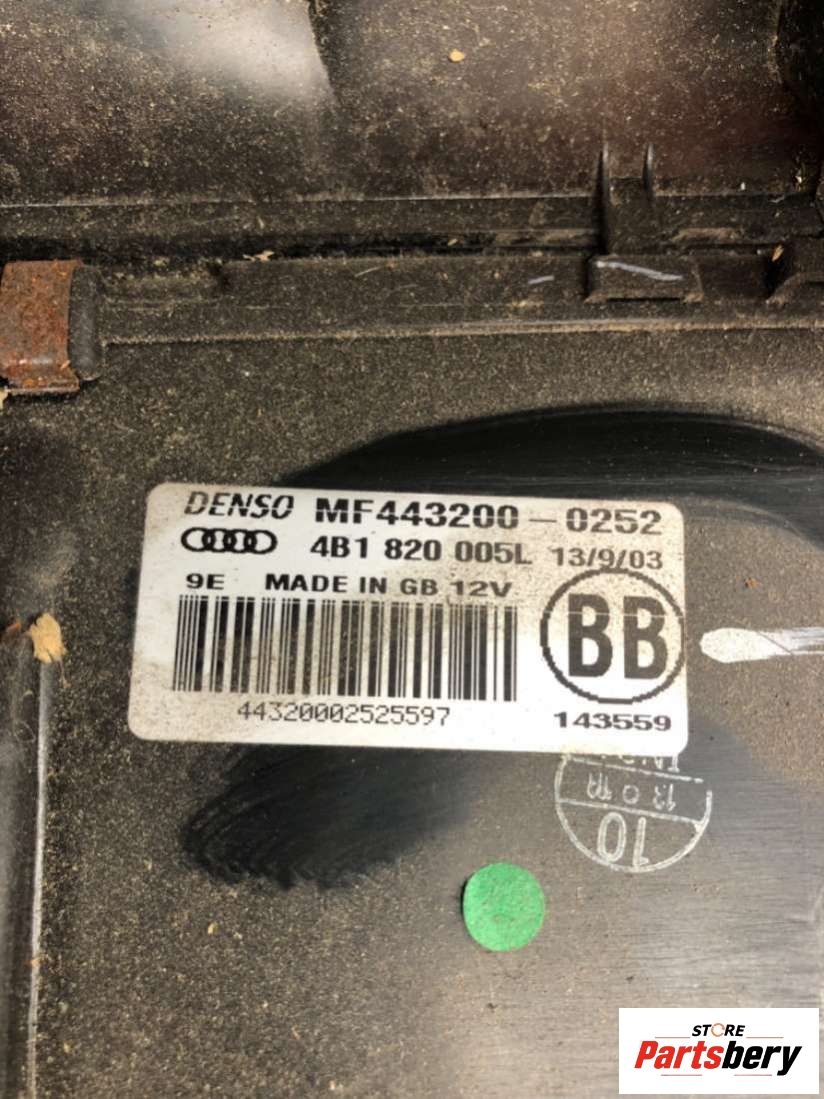 DENSO MF443200-0252
4B1 820 005L 13/9/03
9E MADE IN GB 12V
BB
44320002525597
143559
10
STORE
Partsbery